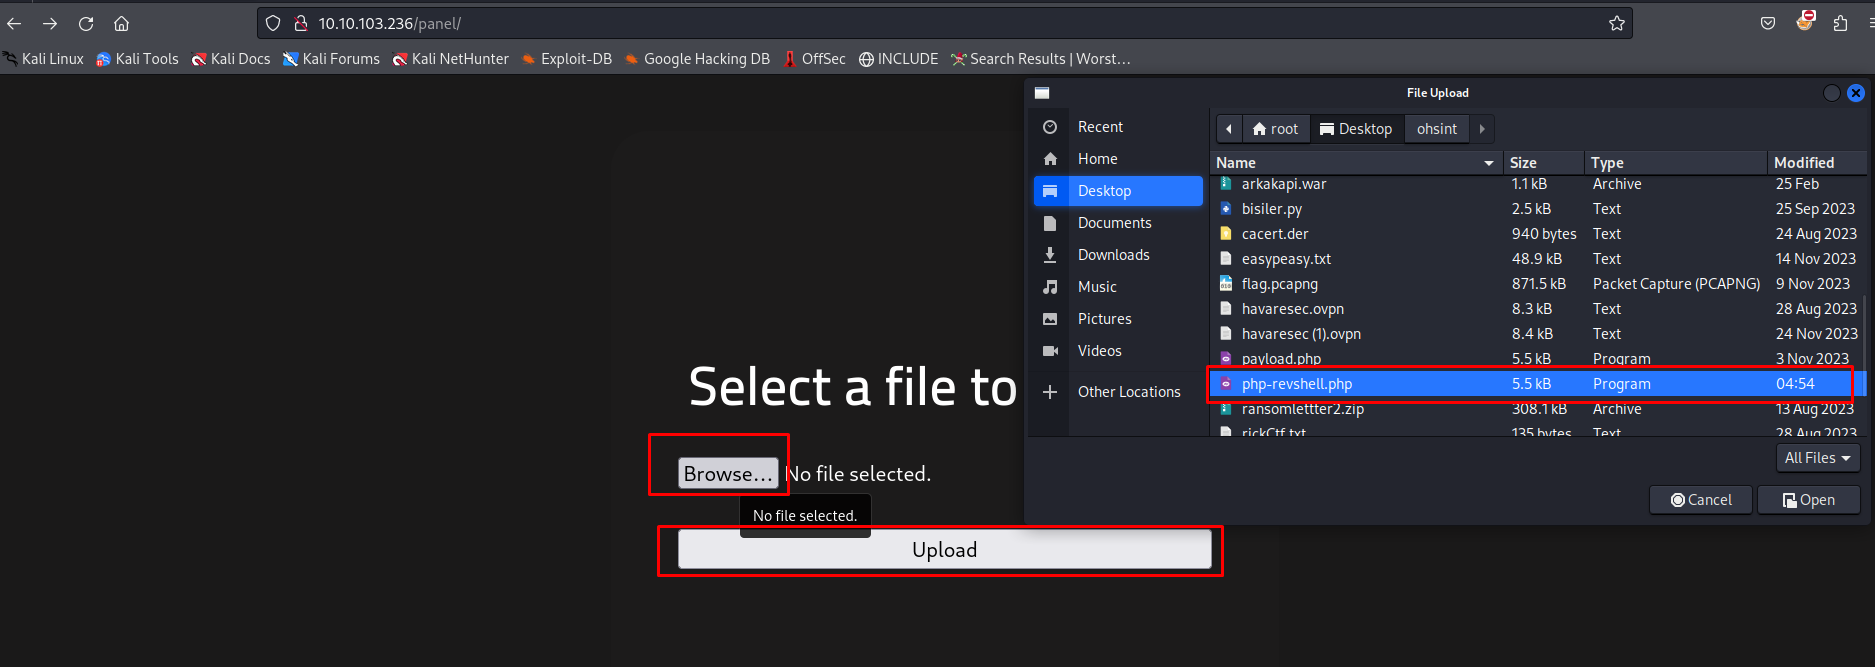 10.10.103.236/panel/
Kali Linux Kali Tools Kali Docs Kali Forums Kali NetHunter Exploit-DB Google Hacking DB OffSec INCLUDE Search Results | Worst…
File Upload
Recent
Home
Desktop
Documents
Downloads
Music
Pictures
Videos
Other Locations
root Desktop ohsint
Name Size Type Modified
arkakapi.war 1.1 kB Archive 25 Feb
bisiler.py 2.5 kB Text 25 Sep 2023
cacert.der 940 bytes Text 24 Aug 2023
easypeasy.txt 48.9 kB Text 14 Nov 2023
flag.pcapng 871.5 kB Packet Capture (PCAPNG) 9 Nov 2023
havaresec.ovpn 8.3 kB Text 28 Aug 2023
havaresec (1).ovpn 8.4 kB Text 24 Nov 2023
payload.php 5.5 kB Program 3 Nov 2023
php-revshell.php 5.5 kB Program 04:54
ransomlettter2.zip 308.1 kB Archive 13 Aug 2023
rickCtf.txt 135 bytes Text 28 Aug 2023
All Files
Cancel Open
Select a file to
Browse… No file selected.
No file selected.
Upload